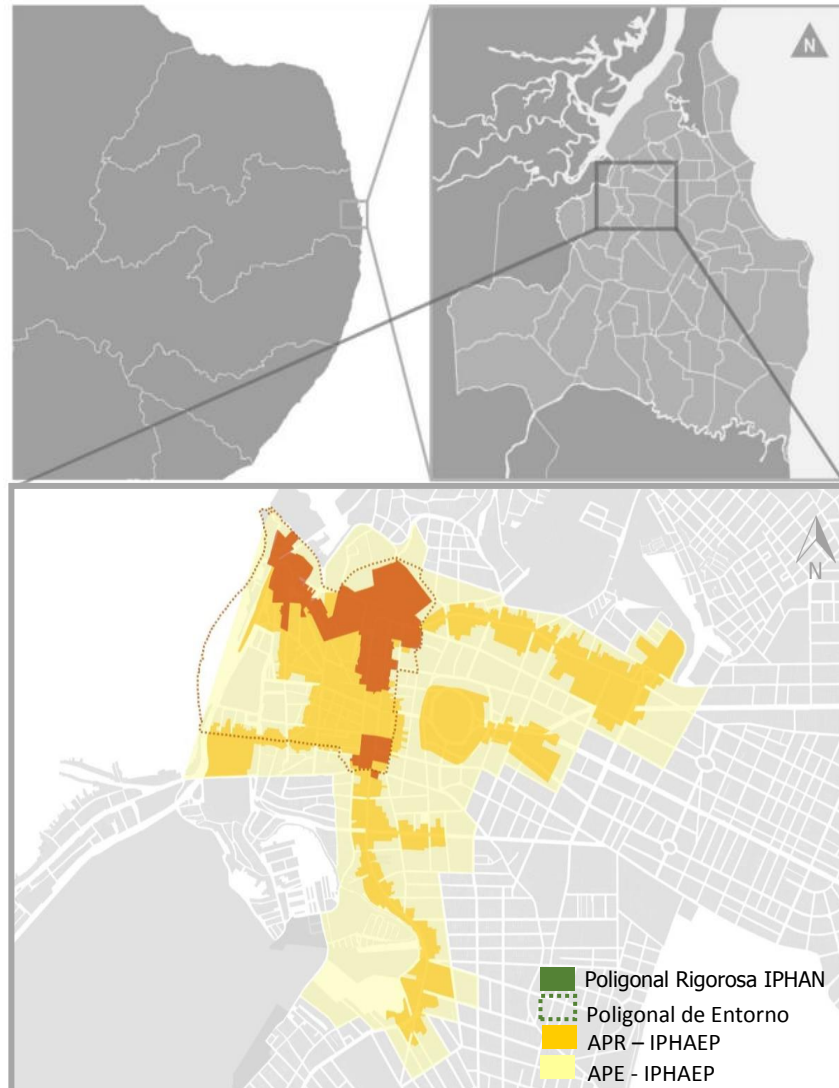 N
N
Poligonal Rigorosa IPHAN
Poligonal de Entorno
APR – IPHAEP
APE - IPHAEP